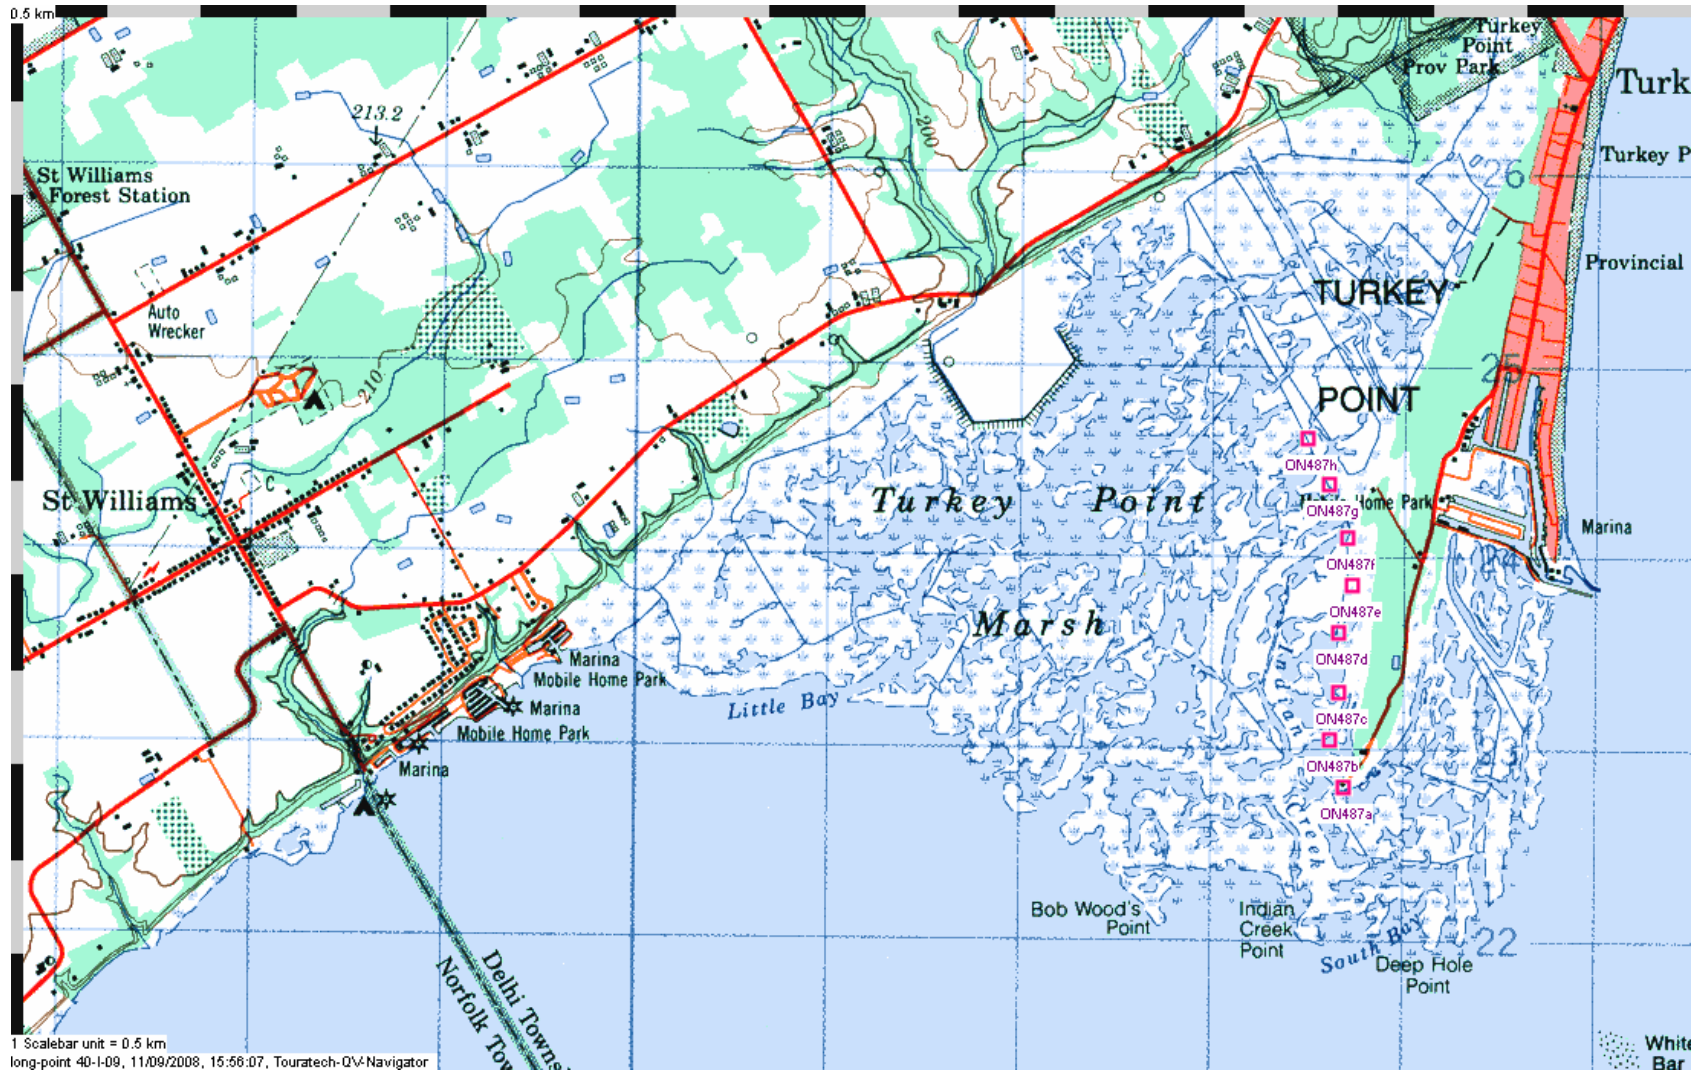 0.5 km
Turkey
Point
Prov Park
Turk
213.2
200
Turkey P
St Williams
Forest Station
26
Provincial
TURKEY
Auto
Wrecker
25
210
POINT
ON487h
St Williams
C
Turkey Point
Home Park
ON487g
Marina
ON487f
ON487e
Marsh
Marina
Mobile Home Park
ON487d
Little Bay
Marina
Mobile Home Park
Indian
Creek
ON487c
Marina
ON487b
ON487a
Bob Wood's
Point
Indian
Creek
Point
South Bay
22
Deep Hole
Point
Delhi Towns
Norfolk Tow
1 Scalebar unit = 0.5 km
White
Bar
long-point 40-I-09, 11/09/2008, 15:56:07, Touratech-QV-Navigator